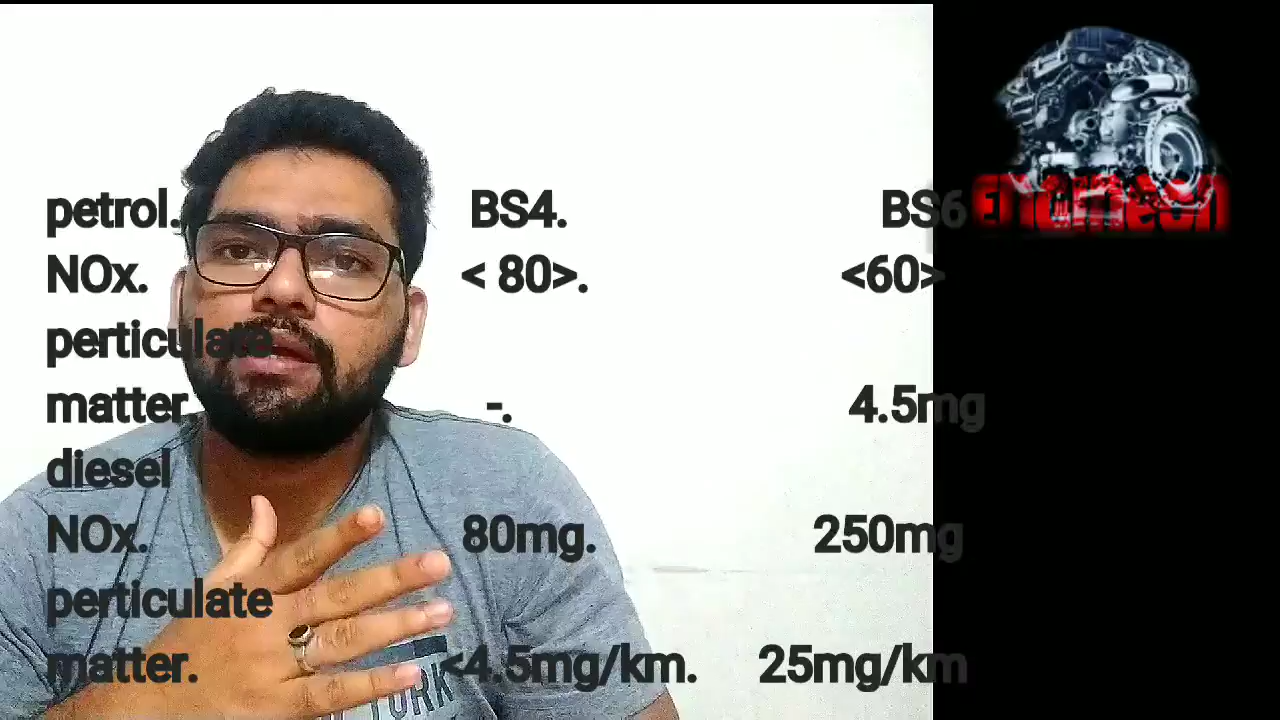 petrol. BS4. BS6
NOx. < 80>. <60>
perticulate
matter. -. 4.5mg
diesel
NOx. 80mg. 250mg
perticulate
matter. <4.5mg/km. 25mg/km
YORK